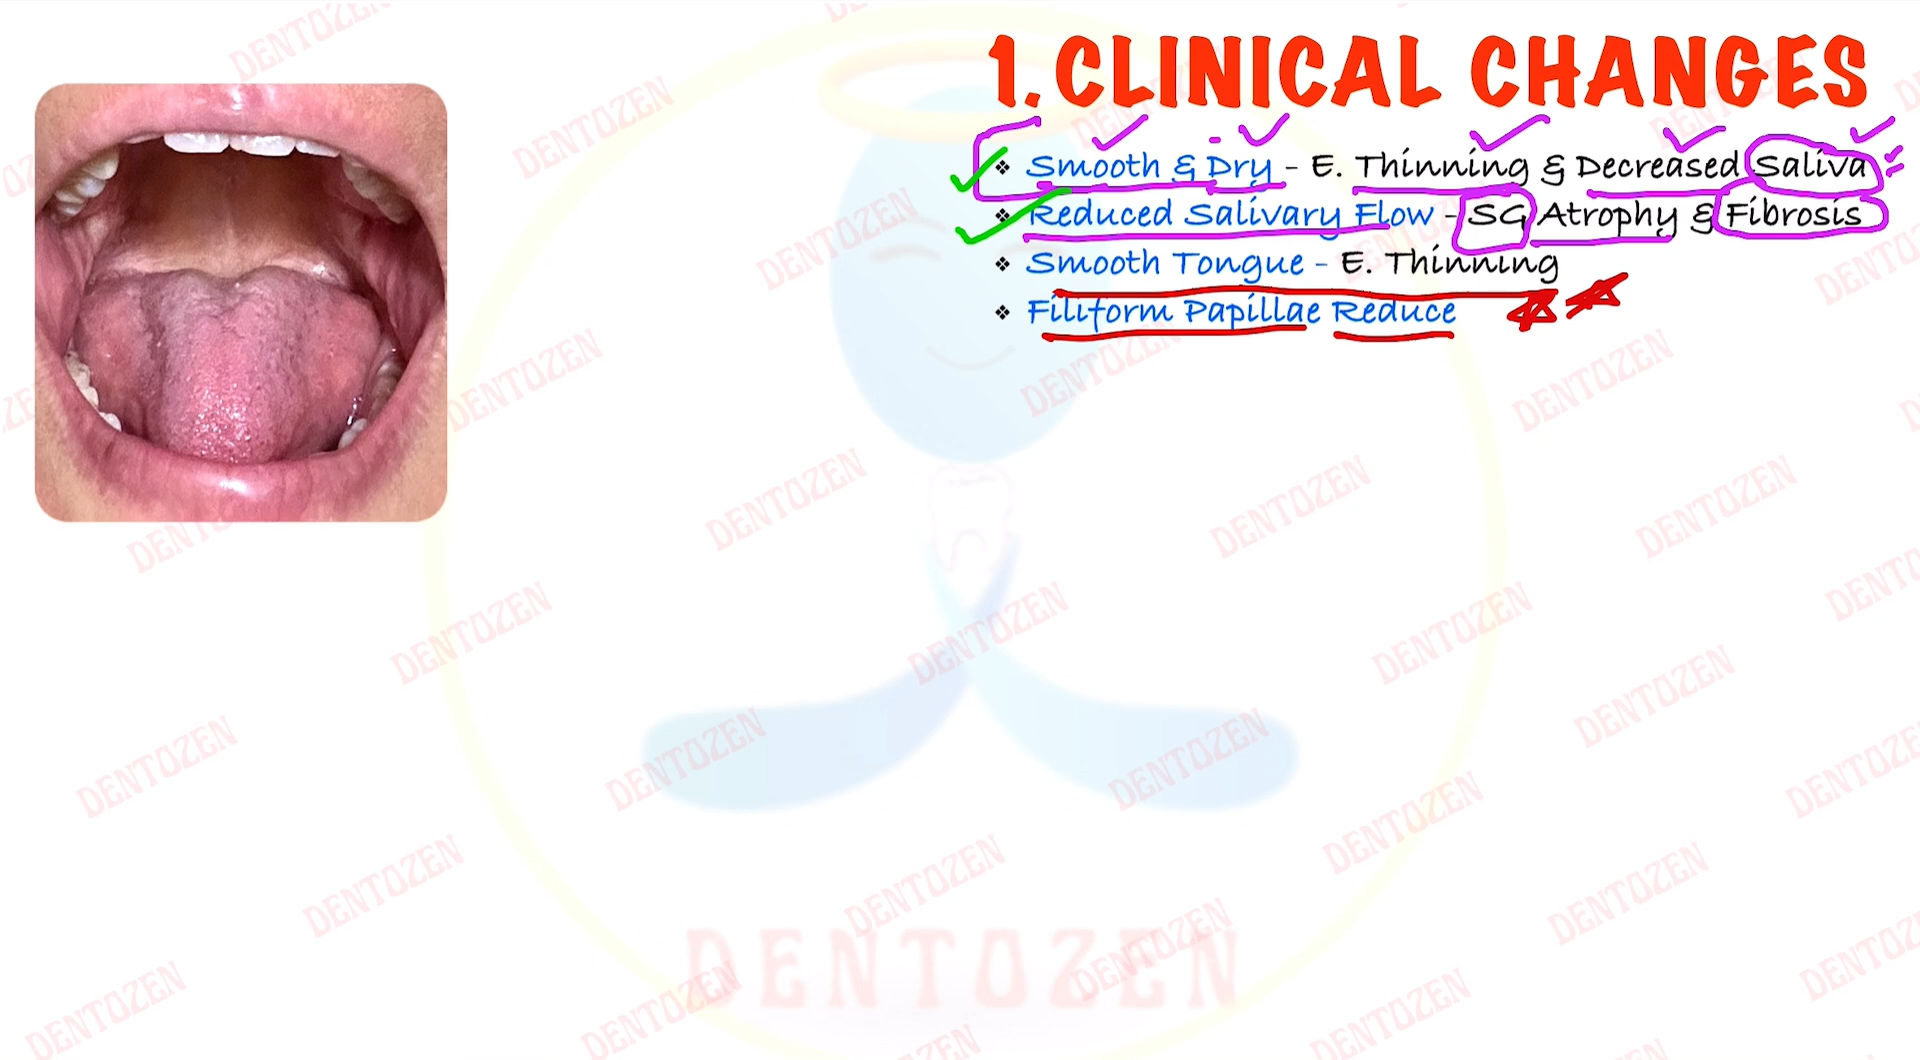 1. CLINICAL CHANGES
❖ Smooth & Dry - E. Thinning & Decreased Saliva
❖ Reduced Salivary Flow - SG Atrophy & Fibrosis
❖ Smooth Tongue - E. Thinning
❖ Filiform Papillae Reduce
DENTOZEN